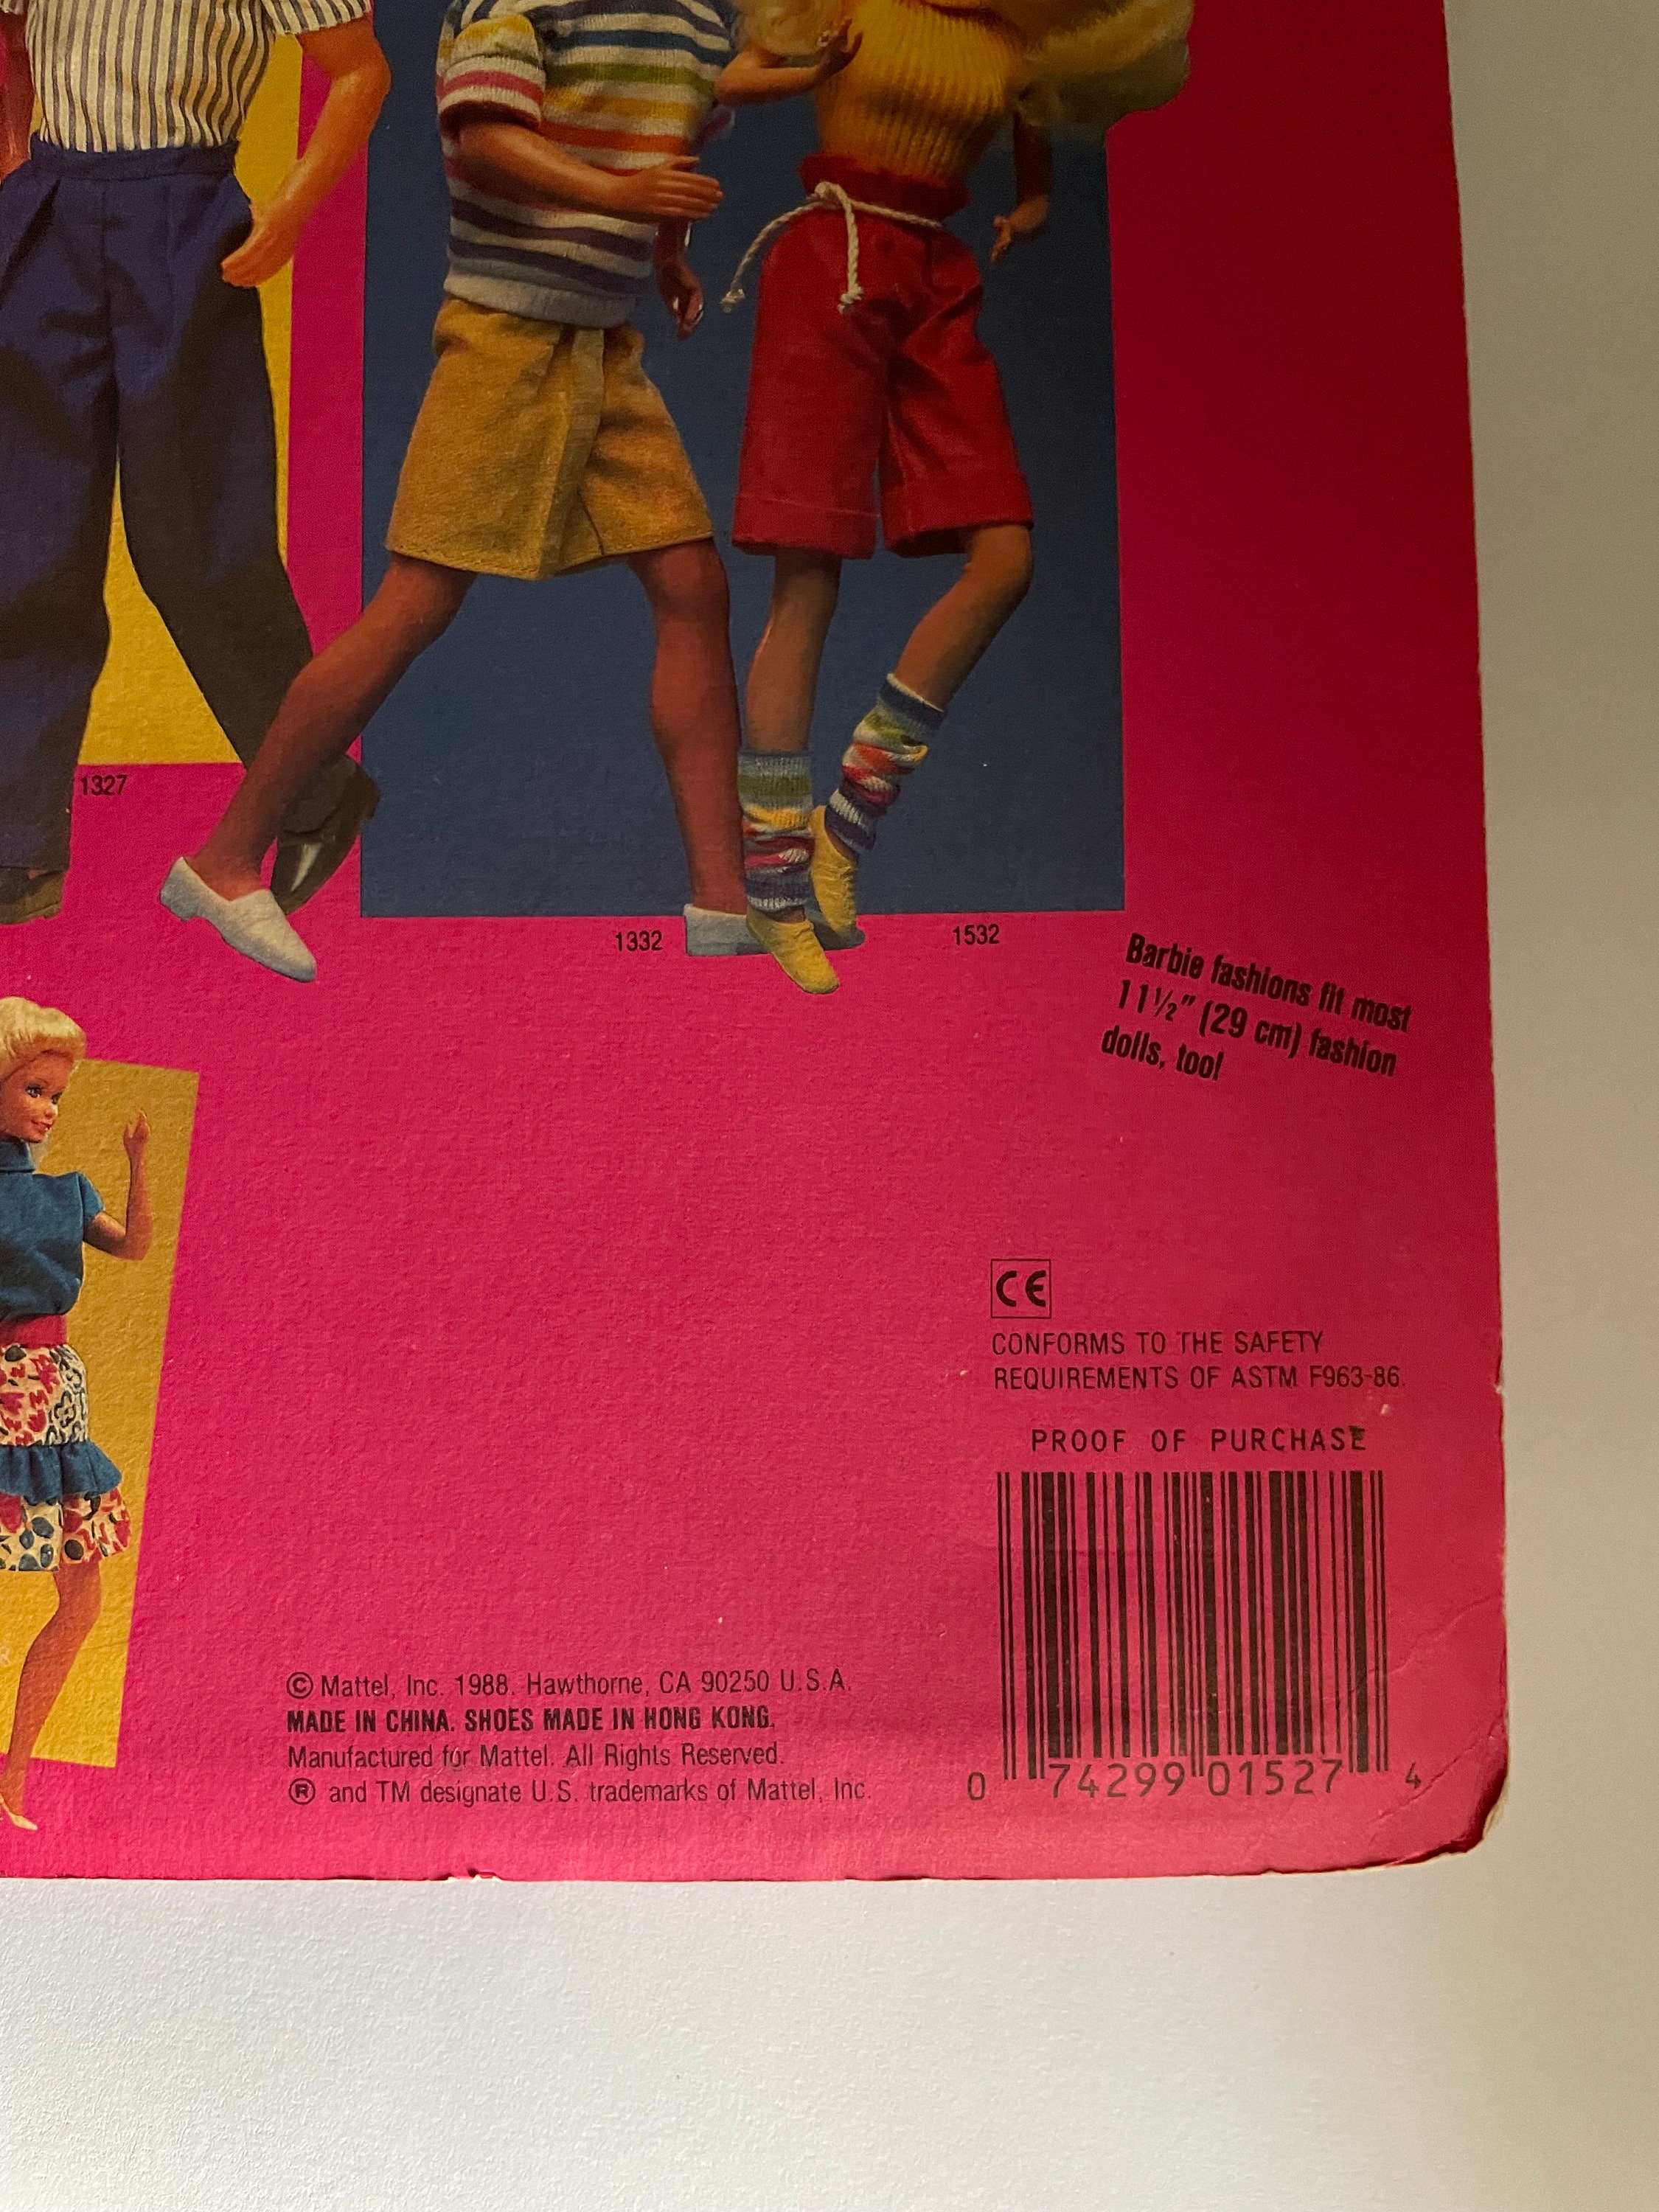 1327
1332
1532
Barbie fashions fit most
11½" (29 cm) fashion
dolls, too!
CE
CONFORMS TO THE SAFETY
REQUIREMENTS OF ASTM F963-86.
PROOF OF PURCHASE
0 74299 01527 4
© Mattel, Inc. 1988. Hawthorne, CA 90250 U.S.A.
MADE IN CHINA. SHOES MADE IN HONG KONG.
Manufactured for Mattel. All Rights Reserved.
® and TM designate U.S. trademarks of Mattel, Inc.